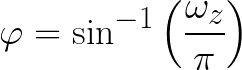 φ = sin⁻¹ (ω_z / π)